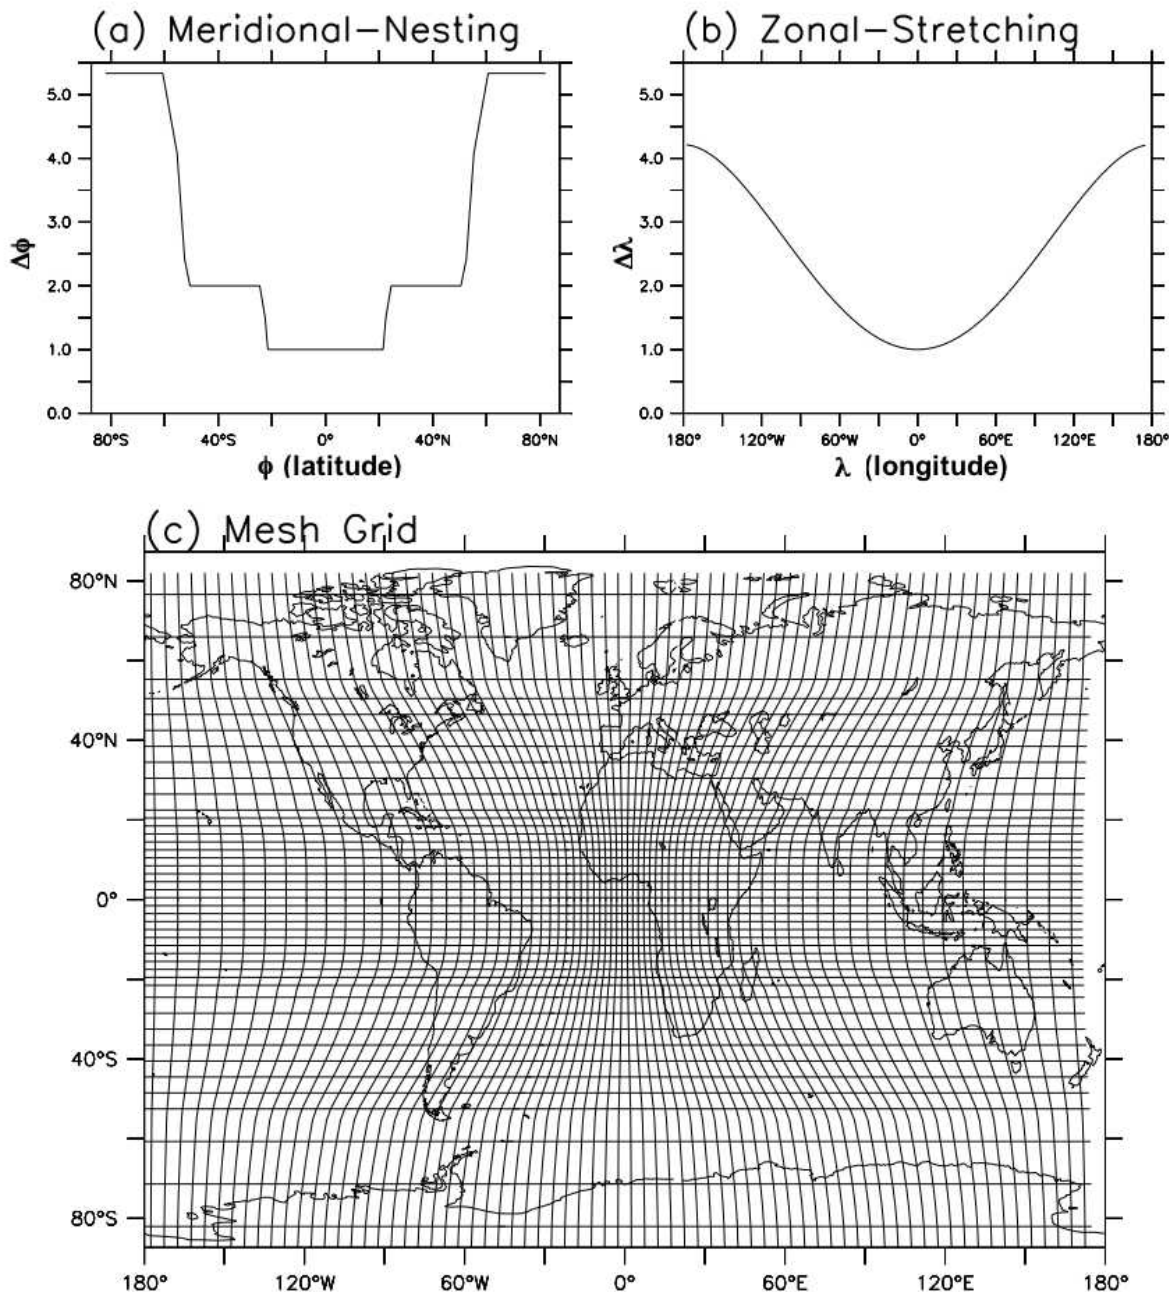 (a) Meridional-Nesting
5.0
4.0
3.0
2.0
1.0
0.0
Δϕ
80°S 40°S 0° 40°N 80°N
ϕ (latitude)
(b) Zonal-Stretching
5.0
4.0
3.0
2.0
1.0
0.0
Δλ
180° 120°W 60°W 0° 60°E 120°E 180°
λ (longitude)
(c) Mesh Grid
80°N
40°N
0°
40°S
80°S
180° 120°W 60°W 0° 60°E 120°E 180°